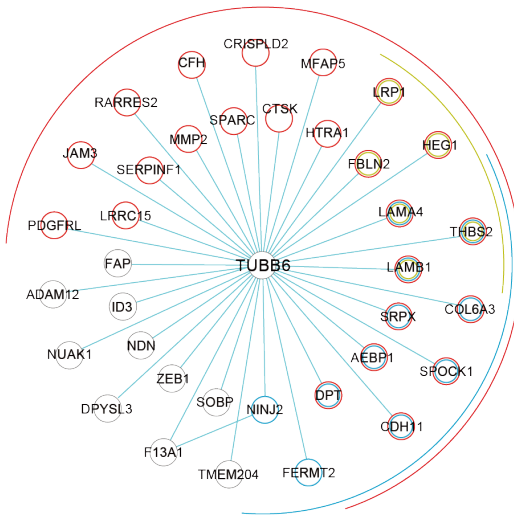 CRISPLD2
CFH
MFAP5
LRP1
RARRES2
CTSK
SPARC
HTRA1
MMP2
HEG1
JAM3
FBLN2
SERPINF1
LRRC15
LAMA4
PDGFRL
THBS2
FAP
TUBB6
LAMB1
ADAM12
ID3
COL6A3
SRPX
NDN
NUAK1
AEBP1
SPOCK1
ZEB1
DPT
SOBP
NINJ2
DPYSL3
CDH11
F13A1
TMEM204
FERMT2